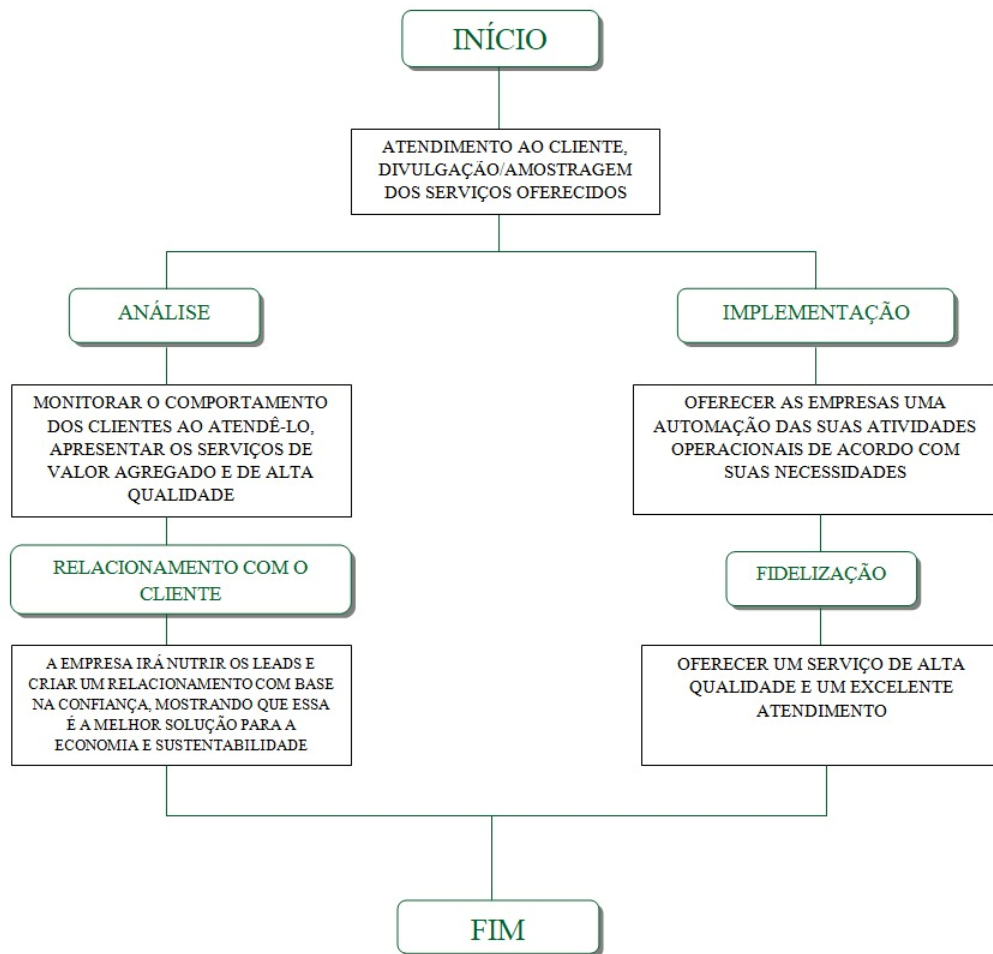 INÍCIO
ATENDIMENTO AO CLIENTE,
DIVULGAÇÃO/AMOSTRAGEM
DOS SERVIÇOS OFERECIDOS
ANÁLISE
MONITORAR O COMPORTAMENTO
DOS CLIENTES AO ATENDÊ-LO,
APRESENTAR OS SERVIÇOS DE
VALOR AGREGADO E DE ALTA
QUALIDADE
RELACIONAMENTO COM O
CLIENTE
A EMPRESA IRÁ NUTRIR OS LEADS E
CRIAR UM RELACIONAMENTO COM BASE
NA CONFIANÇA, MOSTRANDO QUE ESSA
É A MELHOR SOLUÇÃO PARA A
ECONOMIA E SUSTENTABILIDADE
IMPLEMENTAÇÃO
OFERECER AS EMPRESAS UMA
AUTOMAÇÃO DAS SUAS ATIVIDADES
OPERACIONAIS DE ACORDO COM
SUAS NECESSIDADES
FIDELIZAÇÃO
OFERECER UM SERVIÇO DE ALTA
QUALIDADE E UM EXCELENTE
ATENDIMENTO
FIM